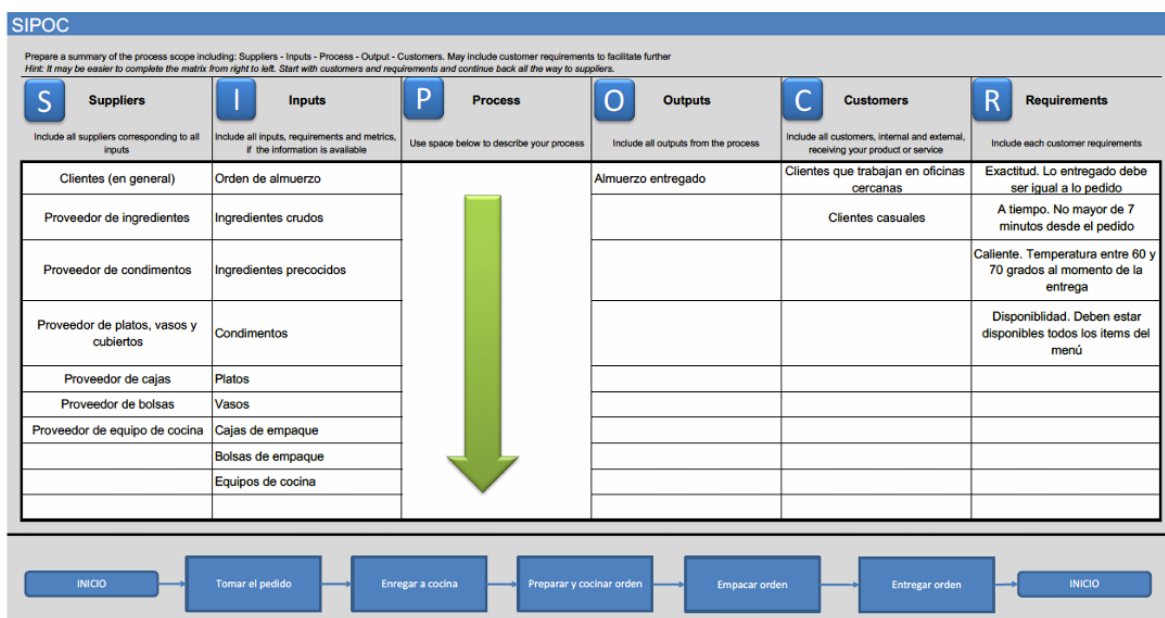 SIPOC
Prepare a summary of the process scope including: Suppliers - Inputs - Process - Output - Customers. May include customer requirements to facilitate further
Hint: It may be easier to complete the matrix from right to left. Start with customers and requirements and continue back all the way to suppliers.
S Suppliers
I Inputs
P Process
O Outputs
C Customers
R Requirements
Include all suppliers corresponding to all
inputs
Include all inputs, requirements and metrics,
if the information is available
Use space below to describe your process
Include all outputs from the process
Include all customers, internal and external,
receiving your product or service
Include each customer requirements
Clientes (en general)
Orden de almuerzo
Almuerzo entregado
Clientes que trabajan en oficinas
cercanas
Exactitud. Lo entregado debe
ser igual a lo pedido
Proveedor de ingredientes
Ingredientes crudos
Clientes casuales
A tiempo. No mayor de 7
minutos desde el pedido
Proveedor de condimentos
Ingredientes precocidos
Caliente. Temperatura entre 60 y
70 grados al momento de la
entrega
Proveedor de platos, vasos y
cubiertos
Condimentos
Disponiblidad. Deben estar
disponibles todos los items del
menú
Proveedor de cajas
Platos
Proveedor de bolsas
Vasos
Proveedor de equipo de cocina
Cajas de empaque
Bolsas de empaque
Equipos de cocina
INICIO
Tomar el pedido
Enregar a cocina
Preparar y cocinar orden
Empacar orden
Entregar orden
INICIO